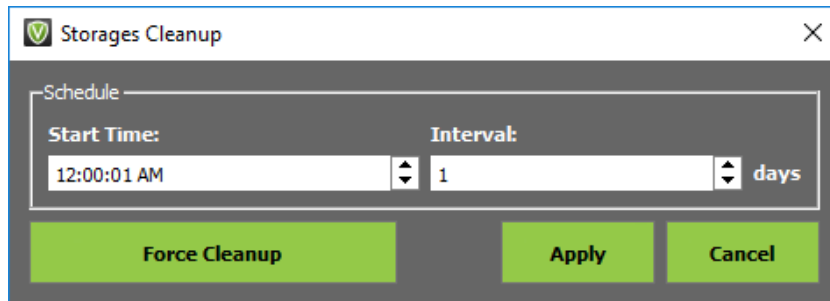 Storages Cleanup
Schedule
Start Time: Interval:
12:00:01 AM 1 days
Force Cleanup Apply Cancel